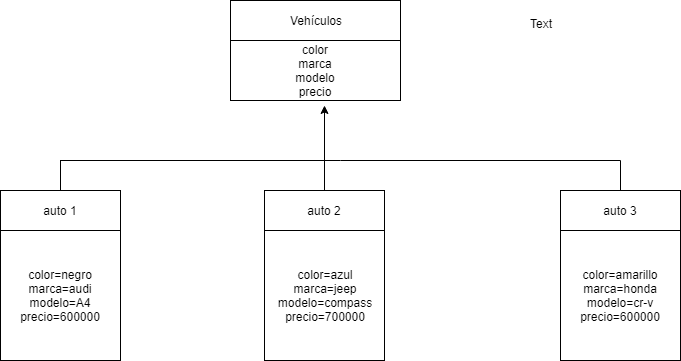 Vehículos
Text
color
marca
modelo
precio
auto 1
auto 2
auto 3
color=negro
marca=audi
modelo=A4
precio=600000
color=azul
marca=jeep
modelo=compass
precio=700000
color=amarillo
marca=honda
modelo=cr-v
precio=600000